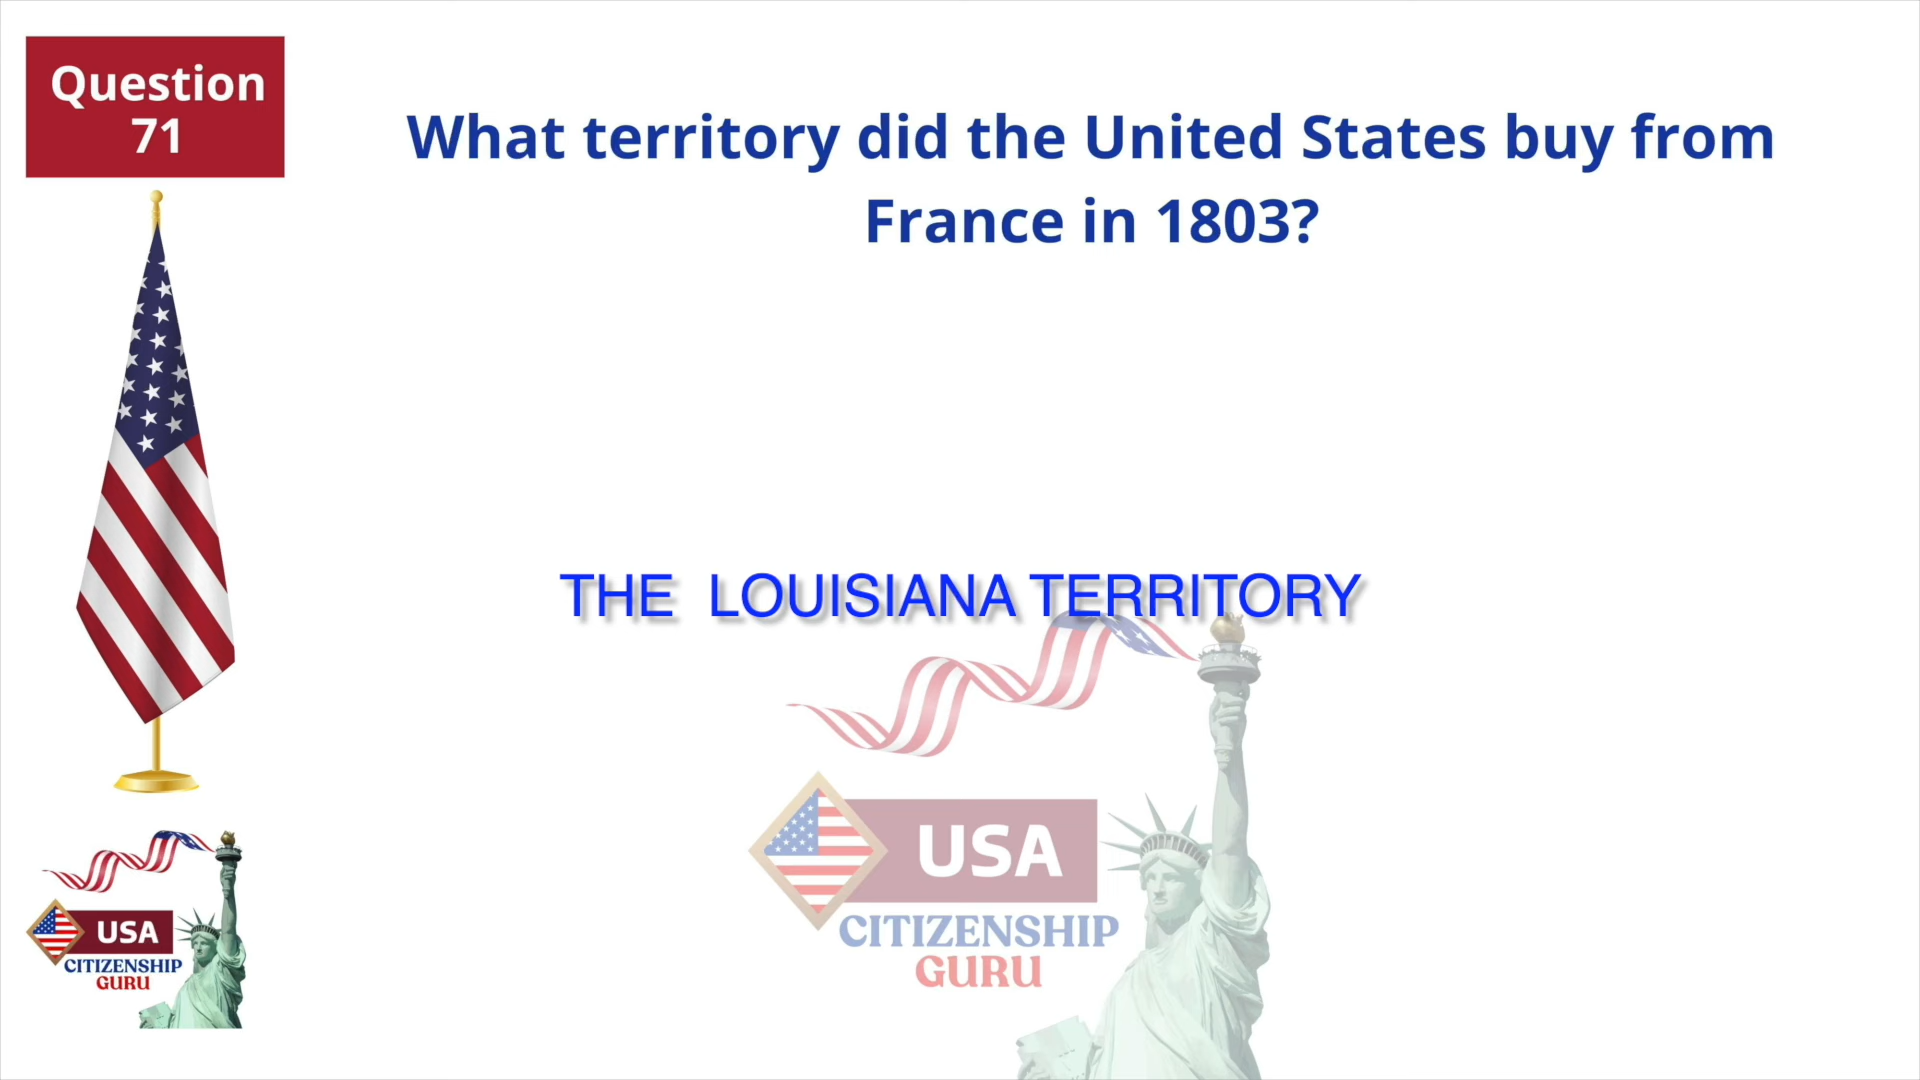 Question
71
What territory did the United States buy from
France in 1803?
THE LOUISIANA TERRITORY
USA
CITIZENSHIP
GURU
USA
CITIZENSHIP
GURU